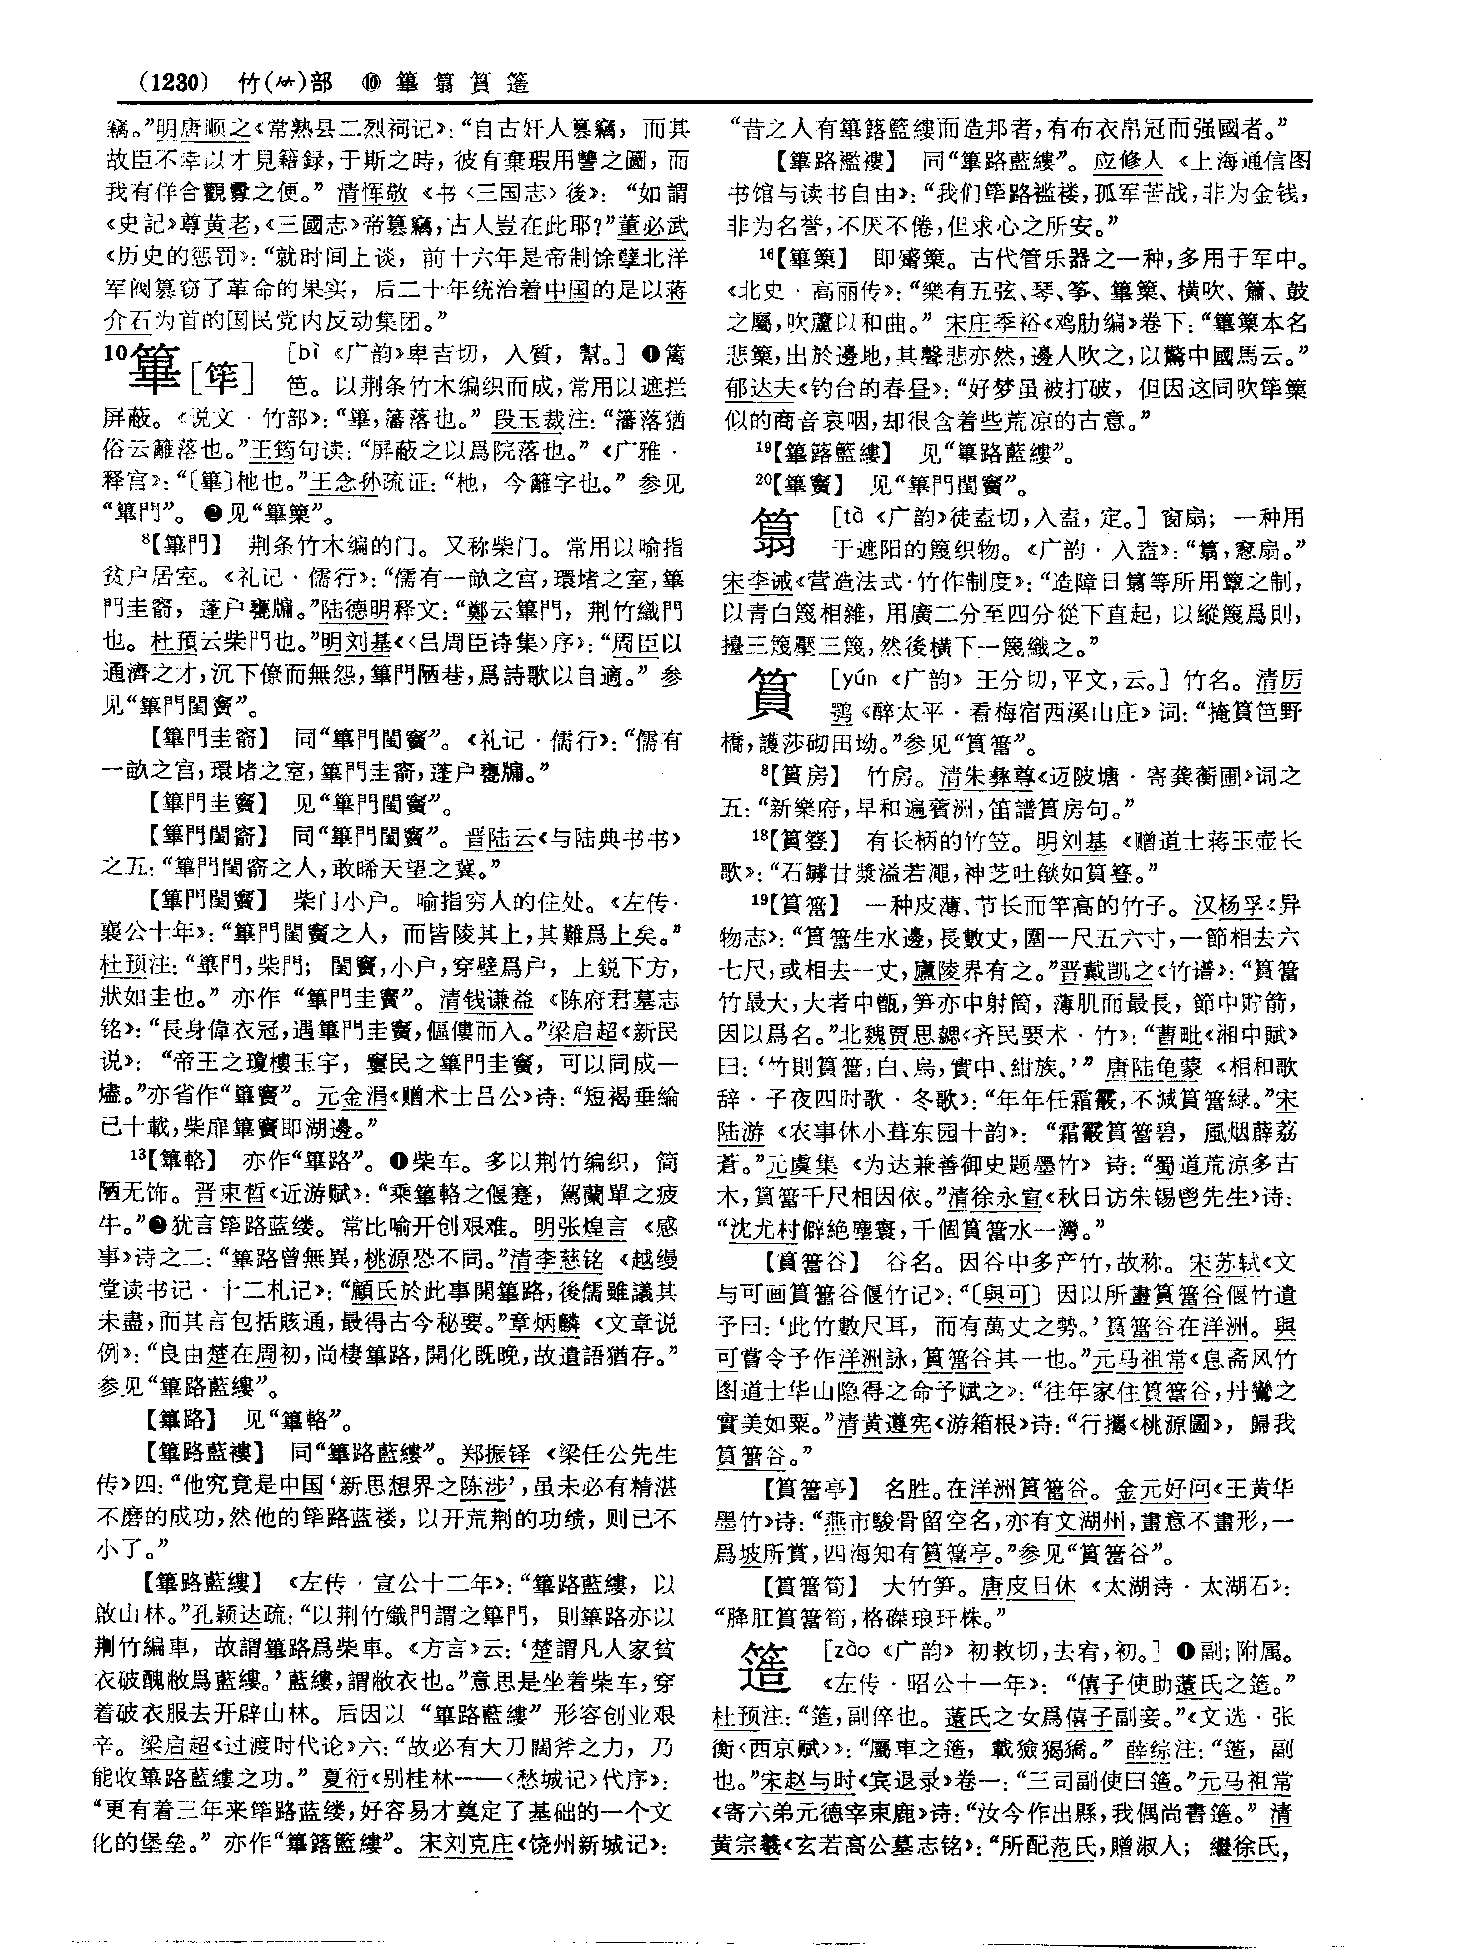 (1230) 竹(⺮)部 ⑩ 篳 𥰞 篔 簉
竊。”明唐顺之《常熟县二烈祠记》：“自古奸人篡竊，而其
故臣不幸以才見籍録，于斯之時，彼有棄瑕用讐之圖，而
我有佯合觀釁之便。”清恽敬《书〈三国志〉後》：“如謂
《史記》尊黄老，《三國志》帝篡竊，古人豈在此耶？”董必武
《历史的惩罚》：“就时间上谈，前十六年是帝制馀孽北洋
军阀篡窃了革命的果实，后二十年统治着中国的是以蒋
介石为首的国民党内反动集团。”
10篳［筚］ [bì《广韵》卑吉切，入質，幫。] ❶篱
笆。以荆条竹木编织而成，常用以遮拦
屏蔽。《说文·竹部》：“篳，藩落也。”段玉裁注：“藩落猶
俗云籬落也。”王筠句读：“屏蔽之以爲院落也。”《广雅·
释宫》：“〔篳〕杝也。”王念孙疏证：“杝，今籬字也。”参见
“篳門”。❷见“篳篥”。
8【篳門】 荆条竹木编的门。又称柴门。常用以喻指
贫户居室。《礼记·儒行》：“儒有一畝之宫，環堵之室，篳
門圭窬，蓬户甕牖。”陆德明释文：“鄭云篳門，荆竹織門
也。杜預云柴門也。”明刘基《〈吕周臣诗集〉序》：“周臣以
通濟之才，沉下僚而無怨，篳門陋巷，爲詩歌以自適。”参
见“篳門閨竇”。
【篳門圭窬】 同“篳門閨竇”。《礼记·儒行》：“儒有
一畝之宫，環堵之室，篳門圭窬，蓬户甕牖。”
【篳門圭竇】 见“篳門閨竇”。
【篳門閨窬】 同“篳門閨竇”。晋陆云《与陆典书书》
之五：“篳門閨窬之人，敢晞天望之冀。”
【篳門閨竇】 柴门小户。喻指穷人的住处。《左传·
襄公十年》：“篳門閨竇之人，而皆陵其上，其難爲上矣。”
杜预注：“篳門，柴門；閨竇，小户，穿壁爲户，上鋭下方，
狀如圭也。”亦作“篳門圭竇”。清钱谦益《陈府君墓志
铭》：“長身偉衣冠，遇篳門圭竇，傴僂而入。”梁启超《新民
说》：“帝王之瓊樓玉宇，窶民之篳門圭竇，可以同成一
燼。”亦省作“篳竇”。元金涓《赠术士吕公》诗：“短褐垂綸
已十載，柴扉篳竇即湖邊。”
13【篳輅】 亦作“篳路”。❶柴车。多以荆竹编织，简
陋无饰。晋束晳《近游赋》：“乘篳輅之偃蹇，駕蘭單之疲
牛。”❷犹言筚路蓝缕。常比喻开创艰难。明张煌言《感
事》诗之二：“篳路曾無異，桃源恐不同。”清李慈铭《越缦
堂读书记·十二札记》：“顧氏於此事開篳路，後儒雖議其
未盡，而其言包括賅通，最得古今秘要。”章炳麟《文章说
例》：“良由楚在周初，尚棲篳路，開化既晚，故遺語猶存。”
参见“篳路藍縷”。
【篳路】 见“篳輅”。
【篳路藍褸】 同“篳路藍縷”。郑振铎《梁任公先生
传》四：“他究竟是中国‘新思想界之陈涉’，虽未必有精湛
不磨的成功，然他的筚路蓝褛，以开荒荆的功绩，则已不
小了。”
【篳路藍縷】 《左传·宣公十二年》：“篳路藍縷，以
啟山林。”孔颖达疏：“以荆竹織門謂之篳門，則篳路亦以
荆竹編車，故謂篳路爲柴車。《方言》云：‘楚謂凡人家貧
衣破醜敝爲藍縷。’藍縷，謂敝衣也。”意思是坐着柴车，穿
着破衣服去开辟山林。后因以“篳路藍縷”形容创业艰
辛。梁启超《过渡时代论》六：“故必有大刀闊斧之力，乃
能收篳路藍縷之功。”夏衍《别桂林——〈愁城记〉代序》：
“更有着三年来筚路蓝缕，好容易才奠定了基础的一个文
化的堡垒。”亦作“篳簬籃縷”。宋刘克庄《饶州新城记》：
“昔之人有篳簬籃縷而造邦者，有布衣帛冠而强國者。”
【篳路襤褸】 同“篳路藍縷”。应修人《上海通信图
书馆与读书自由》：“我们筚路褴褛，孤军苦战，非为金钱，
非为名誉，不厌不倦，但求心之所安。”
16【篳篥】 即觱篥。古代管乐器之一种，多用于军中。
《北史·高丽传》：“樂有五弦、琴、筝、篳篥、横吹、簫、鼓
之屬，吹蘆以和曲。”宋庄季裕《鸡肋编》卷下：“篳篥本名
悲篥，出於邊地，其聲悲亦然，邊人吹之，以驚中國馬云。”
郁达夫《钓台的春昼》：“好梦虽被打破，但因这同吹筚篥
似的商音哀咽，却很含着些荒凉的古意。”
19【篳簬籃縷】 见“篳路藍縷”。
20【篳竇】 见“篳門閨竇”。
𥰞 [tà《广韵》徒盍切，入盍，定。] 窗扇；一种用
于遮阳的篾织物。《广韵·入盍》：“𥰞，窻扇。”
宋李诫《营造法式·竹作制度》：“造障日𥰞等所用簟之制，
以青白篾相雜，用廣二分至四分從下直起，以縱篾爲則，
擡三篾壓三篾，然後横下一篾織之。”
篔 [yún《广韵》王分切，平文，云。] 竹名。清厉
鹗《醉太平·看梅宿西溪山庄》词：“掩篔笆野
橋，護莎砌田坳。”参见“篔簹”。
8【篔房】 竹房。清朱彝尊《迈陂塘·寄龚蘅圃》词之
五：“新樂府，早和遍蘋洲，笛譜篔房句。”
18【篔簦】 有长柄的竹笠。明刘基《赠道士蒋玉壶长
歌》：“石罅甘漿溢若澠，神芝吐燄如篔簦。”
19【篔簹】 一种皮薄、节长而竿高的竹子。汉杨孚《异
物志》：“篔簹生水邊，長數丈，圍一尺五六寸，一節相去六
七尺，或相去一丈，廬陵界有之。”晋戴凯之《竹谱》：“篔簹
竹最大，大者中甑，笋亦中射筒，薄肌而最長，節中貯箭，
因以爲名。”北魏贾思勰《齐民要术·竹》：“曹毗《湘中賦》
曰：‘竹則篔簹，白、烏，實中、紺族。’”唐陆龟蒙《相和歌
辞·子夜四时歌·冬歌》：“年年任霜霰，不減篔簹緑。”宋
陆游《农事休小葺东园十韵》：“霜霰篔簹碧，風烟薜荔
蒼。”元虞集《为达兼善御史题墨竹》诗：“蜀道荒凉多古
木，篔簹千尺相因依。”清徐永宣《秋日访朱锡鬯先生》诗：
“沈尤村僻絶塵寰，千個篔簹水一灣。”
【篔簹谷】 谷名。因谷中多产竹，故称。宋苏轼《文
与可画篔簹谷偃竹记》：“〔與可〕因以所畫篔簹谷偃竹遺
予曰：‘此竹數尺耳，而有萬丈之勢。’篔簹谷在洋洲。與
可嘗令予作洋洲詠，篔簹谷其一也。”元马祖常《息斋风竹
图道士华山隐得之命予赋之》：“往年家住篔簹谷，丹鸞之
實美如粟。”清黄遵宪《游箱根》诗：“行攜《桃源圖》，歸我
篔簹谷。”
【篔簹亭】 名胜。在洋洲篔簹谷。金元好问《王黄华
墨竹》诗：“燕市駿骨留空名，亦有文湖州，畫意不畫形，一
爲坡所賞，四海知有篔簹亭。”参见“篔簹谷”。
【篔簹筍】 大竹笋。唐皮日休《太湖诗·太湖石》：
“胮肛篔簹筍，格磔琅玕株。”
簉 [zào《广韵》初救切，去宥，初。] ❶副；附属。
《左传·昭公十一年》：“僖子使助薳氏之簉。”
杜预注：“簉，副倅也。薳氏之女爲僖子副妾。”《文选·张
衡〈西京赋〉》：“屬車之簉，載獫猲獢。”薛综注：“簉，副
也。”宋赵与时《宾退录》卷一：“三司副使曰簉。”元马祖常
《寄六弟元德宰束鹿》诗：“汝今作出縣，我偶尚書簉。”清
黄宗羲《玄若高公墓志铭》：“所配范氏，贈淑人；繼徐氏，